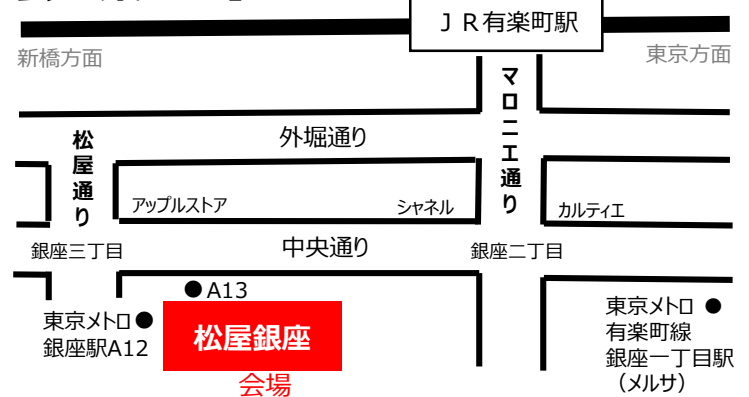 ＪＲ有楽町駅
新橋方面
東京方面
マロニエ通り
外堀通り
松屋通り
アップルストア
シャネル
カルティエ
銀座三丁目
中央通り
銀座二丁目
●A13
東京メトロ●
銀座駅A12
松屋銀座
会場
東京メトロ ●
有楽町線
銀座一丁目駅
（メルサ）